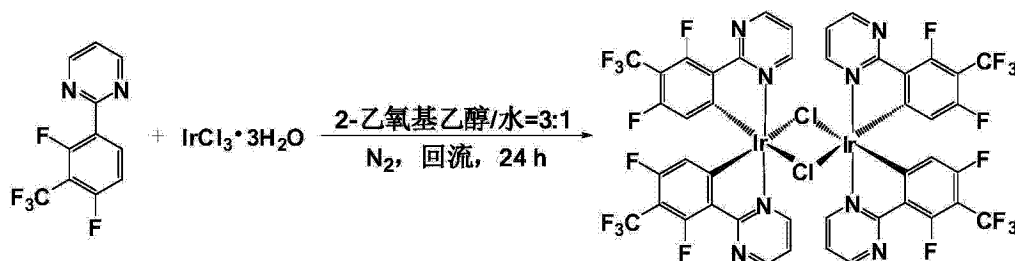 N N
F
F₃C
F
+ IrCl₃•3H₂O
2-乙氧基乙醇/水=3:1
N₂，回流，24 h
F N N F
F₃C CF₃
N N
F Cl F
Ir Ir
Cl
F F
N N
F₃C CF₃
F N N F